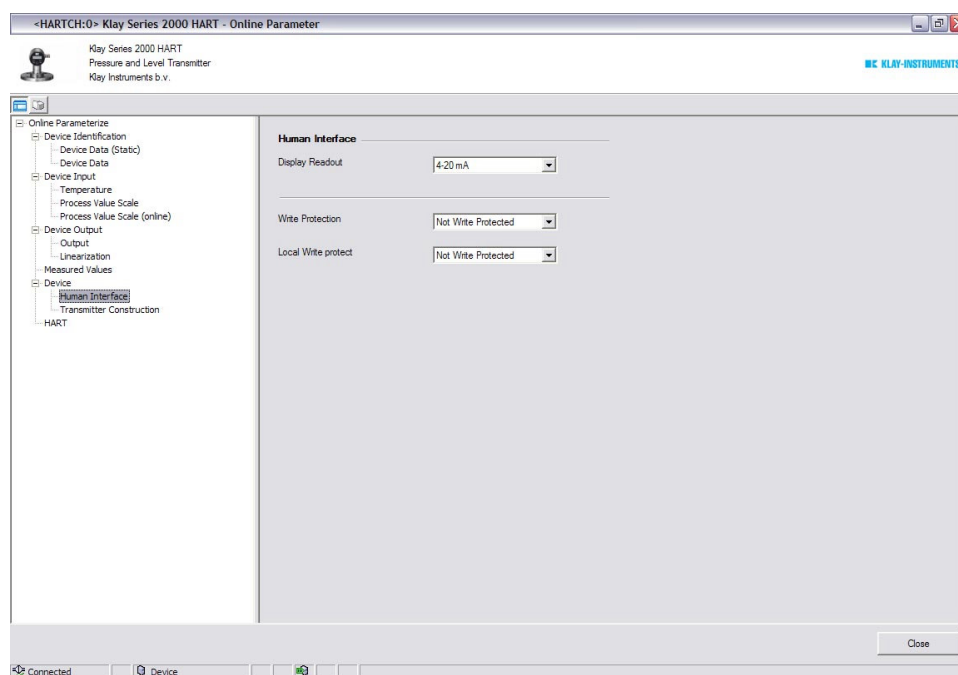 <HARTCH:0> Klay Series 2000 HART - Online Parameter
Klay Series 2000 HART
Pressure and Level Transmitter
Klay Instruments b.v.
KLAY-INSTRUMENTS
Online Parameterize
Device Identification
Device Data (Static)
Device Data
Device Input
Temperature
Process Value Scale
Process Value Scale (online)
Device Output
Output
Linearization
Measured Values
Device
Human Interface
Transmitter Construction
HART
Human Interface
Display Readout 4-20 mA
Write Protection Not Write Protected
Local Write protect Not Write Protected
Close
Connected Device